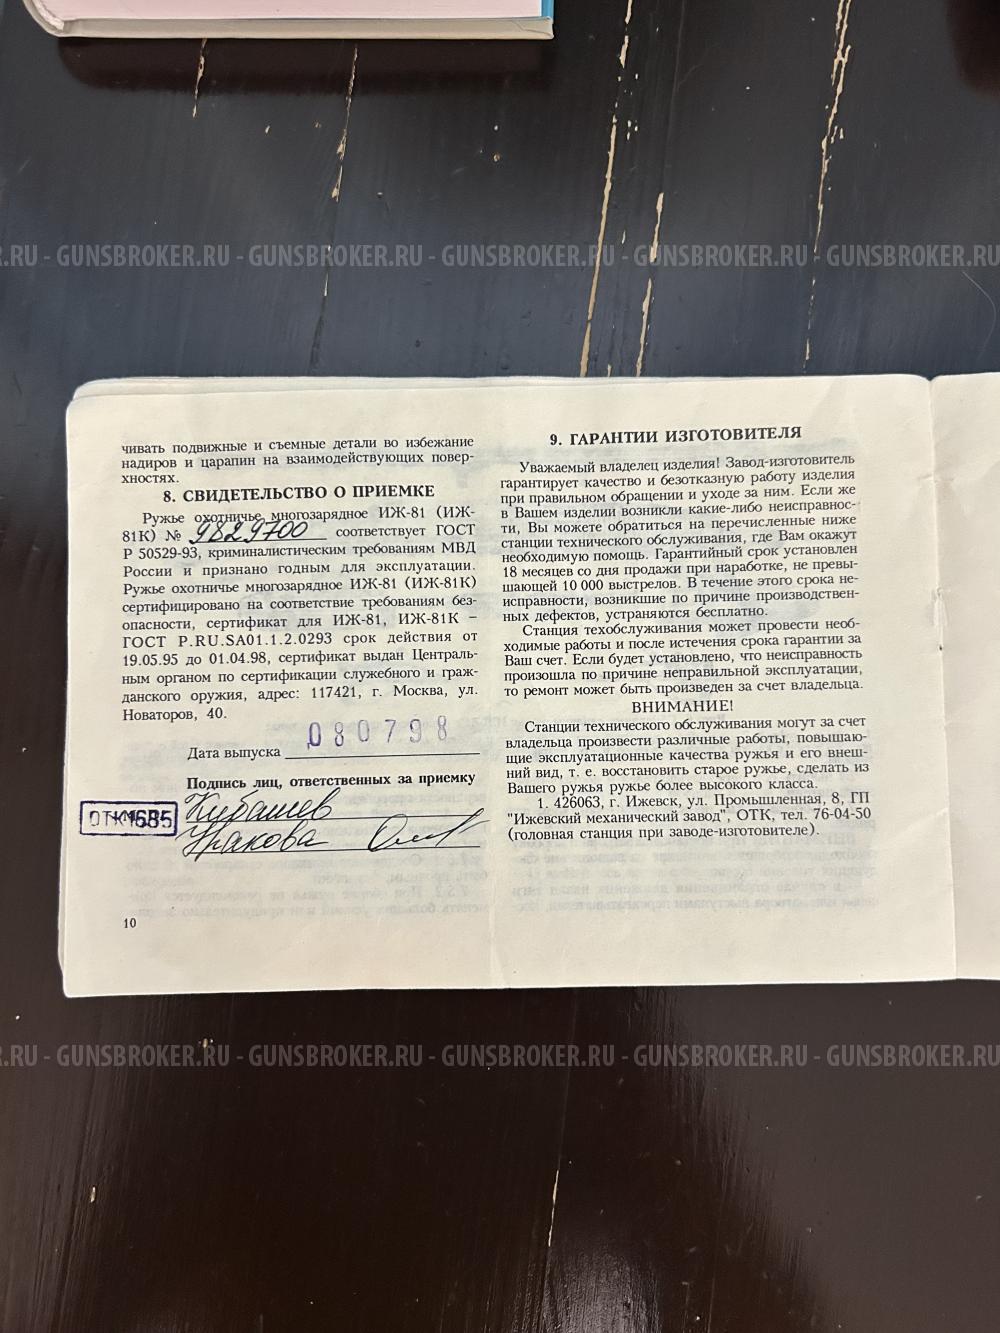 .RU - GUNSBROKER.RU - GUNSBROKER.RU - GUNSBROKER.RU - GUNSBROKER.RU - GUNSBROKER.RU
чивать подвижные и съемные детали во избежание
надиров и царапин на взаимодействующих повер-
хностях.
8. СВИДЕТЕЛЬСТВО О ПРИЕМКЕ
Ружье охотничье многозарядное ИЖ-81 (ИЖ-
81К) № 9829700 соответствует ГОСТ
Р 50529-93, криминалистическим требованиям МВД
России и признано годным для эксплуатации.
Ружье охотничье многозарядное ИЖ-81 (ИЖ-81К)
сертифицировано на соответствие требованиям без-
опасности, сертификат для ИЖ-81, ИЖ-81К –
ГОСТ Р.RU.SA01.1.2.0293 срок действия от
19.05.95 до 01.04.98, сертификат выдан Централь-
ным органом по сертификации служебного и граж-
данского оружия, адрес: 117421, г. Москва, ул.
Новаторов, 40.
Дата выпуска 080798
Подпись лиц, ответственных за приемку
Кубашев
Уракова
10
9. ГАРАНТИИ ИЗГОТОВИТЕЛЯ
Уважаемый владелец изделия! Завод-изготовитель
гарантирует качество и безотказную работу изделия
при правильном обращении и уходе за ним. Если же
в Вашем изделии возникли какие-либо неисправнос-
ти, Вы можете обратиться на перечисленные ниже
станции технического обслуживания, где Вам окажут
необходимую помощь. Гарантийный срок установлен
18 месяцев со дня продажи при наработке, не превы-
шающей 10 000 выстрелов. В течение этого срока не-
исправности, возникшие по причине производствен-
ных дефектов, устраняются бесплатно.
Станция техобслуживания может провести необ-
ходимые работы и после истечения срока гарантии за
Ваш счет. Если будет установлено, что неисправность
произошла по причине неправильной эксплуатации,
то ремонт может быть произведен за счет владельца.
ВНИМАНИЕ!
Станции технического обслуживания могут за счет
владельца произвести различные работы, повышаю-
щие эксплуатационные качества ружья и его внеш-
ний вид, т. е. восстановить старое ружье, сделать из
Вашего ружья ружье более высокого класса.
1. 426063, г. Ижевск, ул. Промышленная, 8, ГП
"Ижевский механический завод", ОТК, тел. 76-04-50
(головная станция при заводе-изготовителе).
.RU - GUNSBROKER.RU - GUNSBROKER.RU - GUNSBROKER.RU - GUNSBROKER.RU - GUNSBROKER.RU